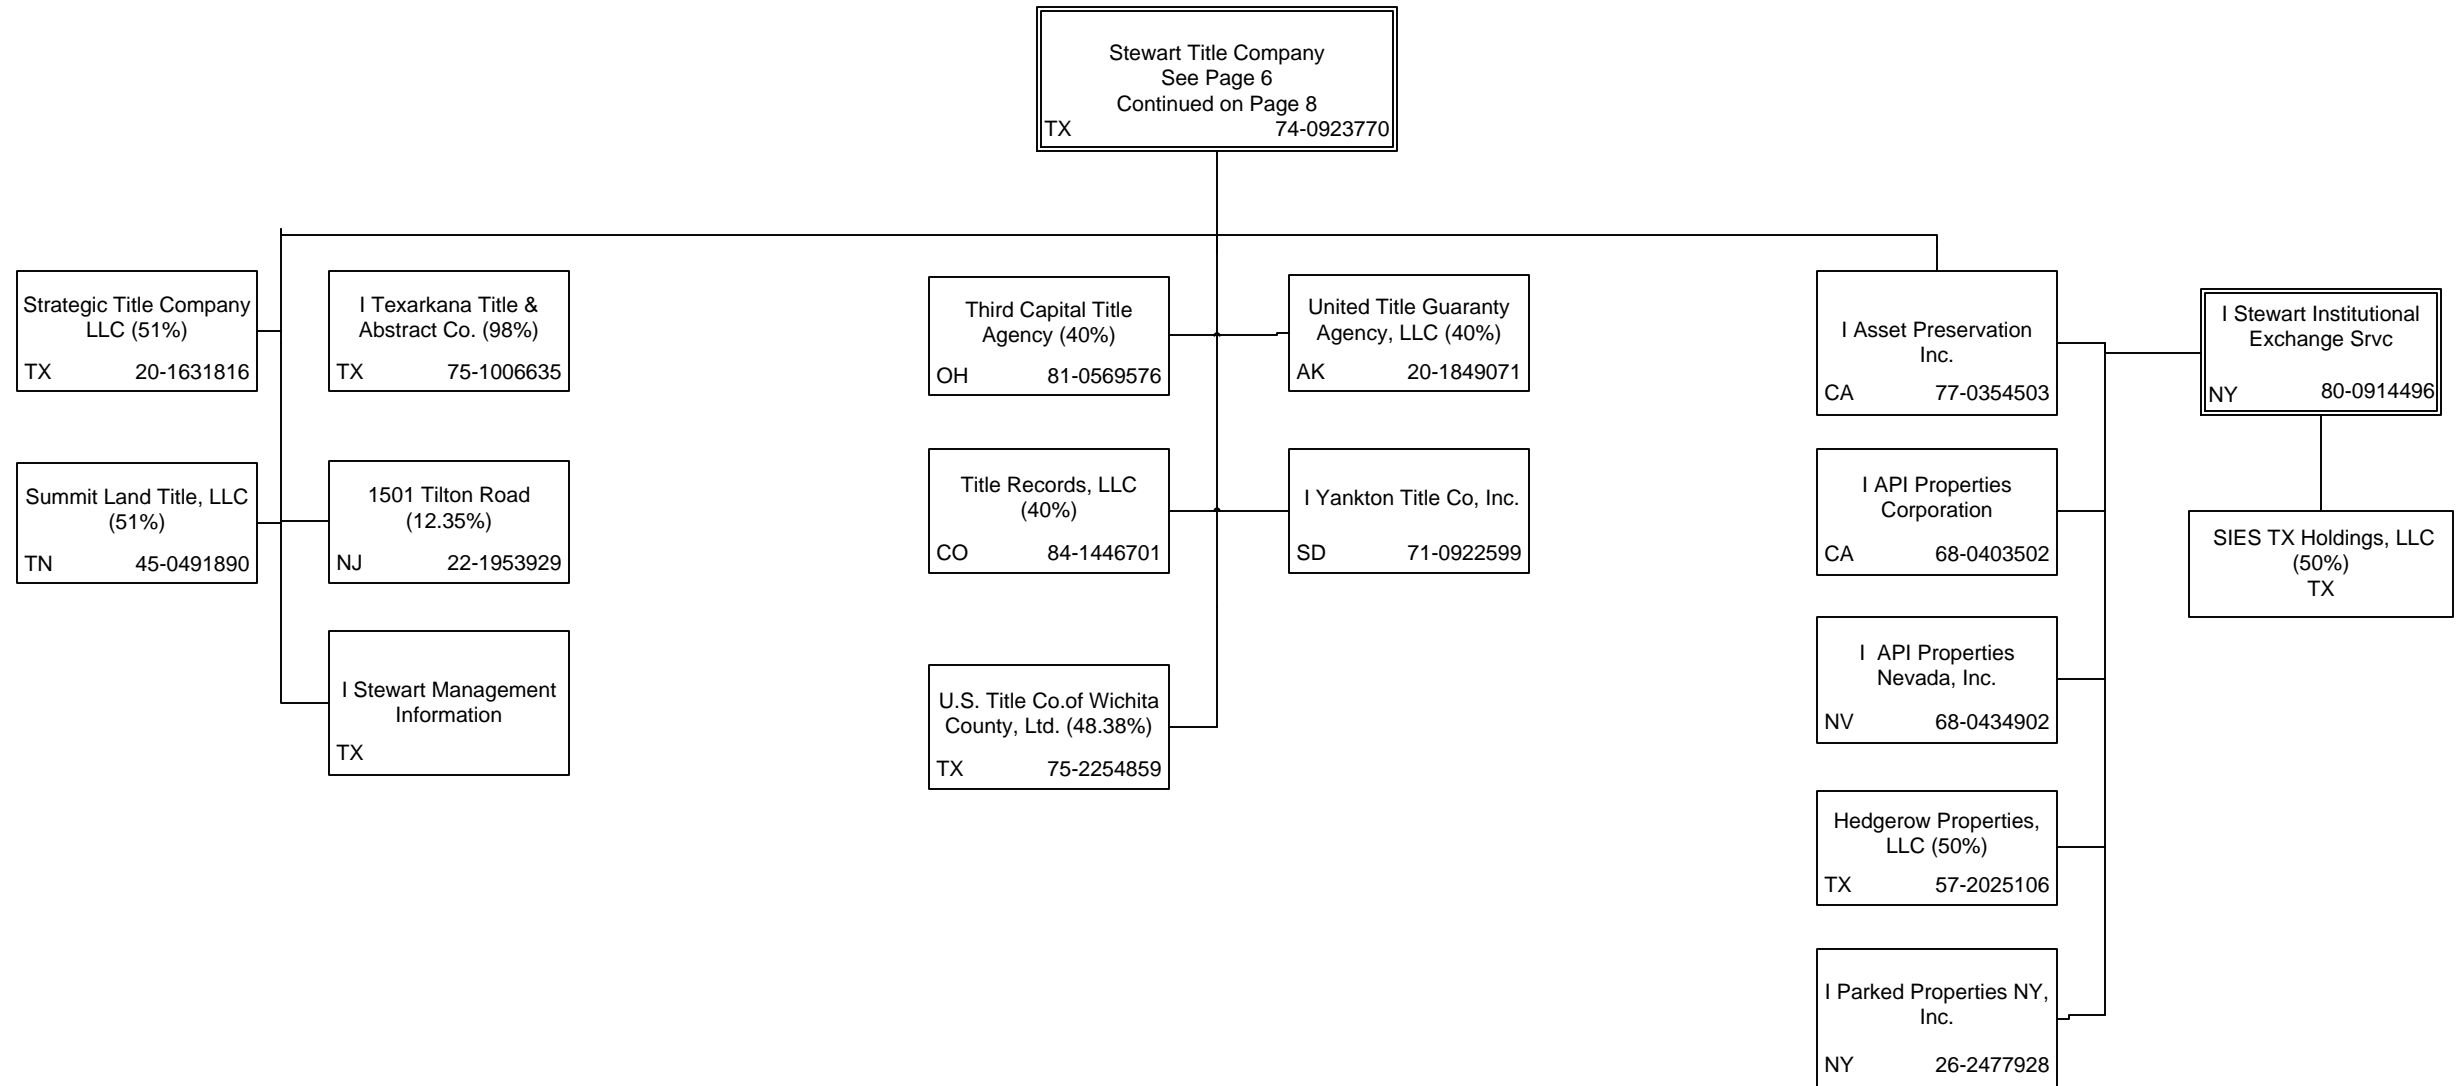 Stewart Title Company
See Page 6
Continued on Page 8
TX 74-0923770
Strategic Title Company
LLC (51%)
TX 20-1631816
I Texarkana Title &
Abstract Co. (98%)
TX 75-1006635
Third Capital Title
Agency (40%)
OH 81-0569576
United Title Guaranty
Agency, LLC (40%)
AK 20-1849071
I Asset Preservation
Inc.
CA 77-0354503
I Stewart Institutional
Exchange Srvc
NY 80-0914496
Summit Land Title, LLC
(51%)
TN 45-0491890
1501 Tilton Road
(12.35%)
NJ 22-1953929
Title Records, LLC
(40%)
CO 84-1446701
I Yankton Title Co, Inc.
SD 71-0922599
I API Properties
Corporation
CA 68-0403502
SIES TX Holdings, LLC
(50%)
TX
I Stewart Management
Information
TX
U.S. Title Co.of Wichita
County, Ltd. (48.38%)
TX 75-2254859
I API Properties
Nevada, Inc.
NV 68-0434902
Hedgerow Properties,
LLC (50%)
TX 57-2025106
I Parked Properties NY,
Inc.
NY 26-2477928